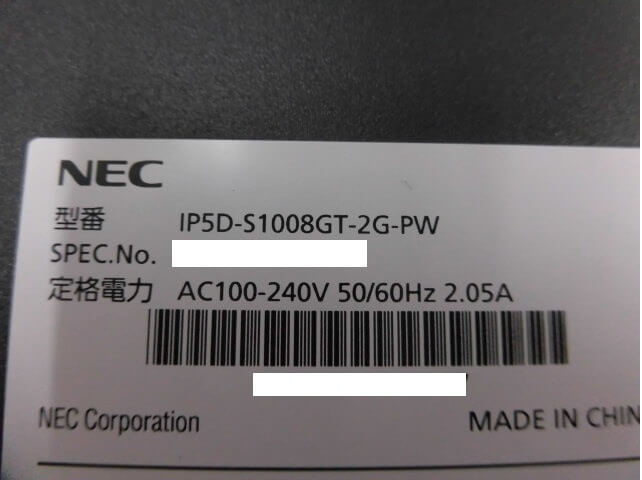 NEC
型番 IP5D-S1008GT-2G-PW
SPEC.No.
定格電力 AC100-240V 50/60Hz 2.05A
NEC Corporation MADE IN CHIN